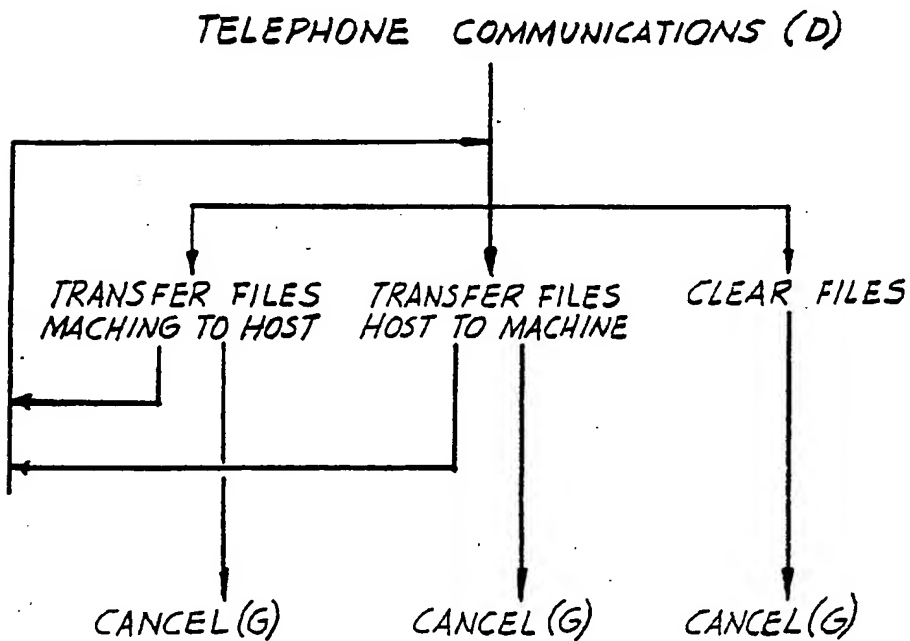 TELEPHONE COMMUNICATIONS (D)
TRANSFER FILES
MACHING TO HOST
TRANSFER FILES
HOST TO MACHINE
CLEAR FILES
CANCEL (G)
CANCEL (G)
CANCEL (G)